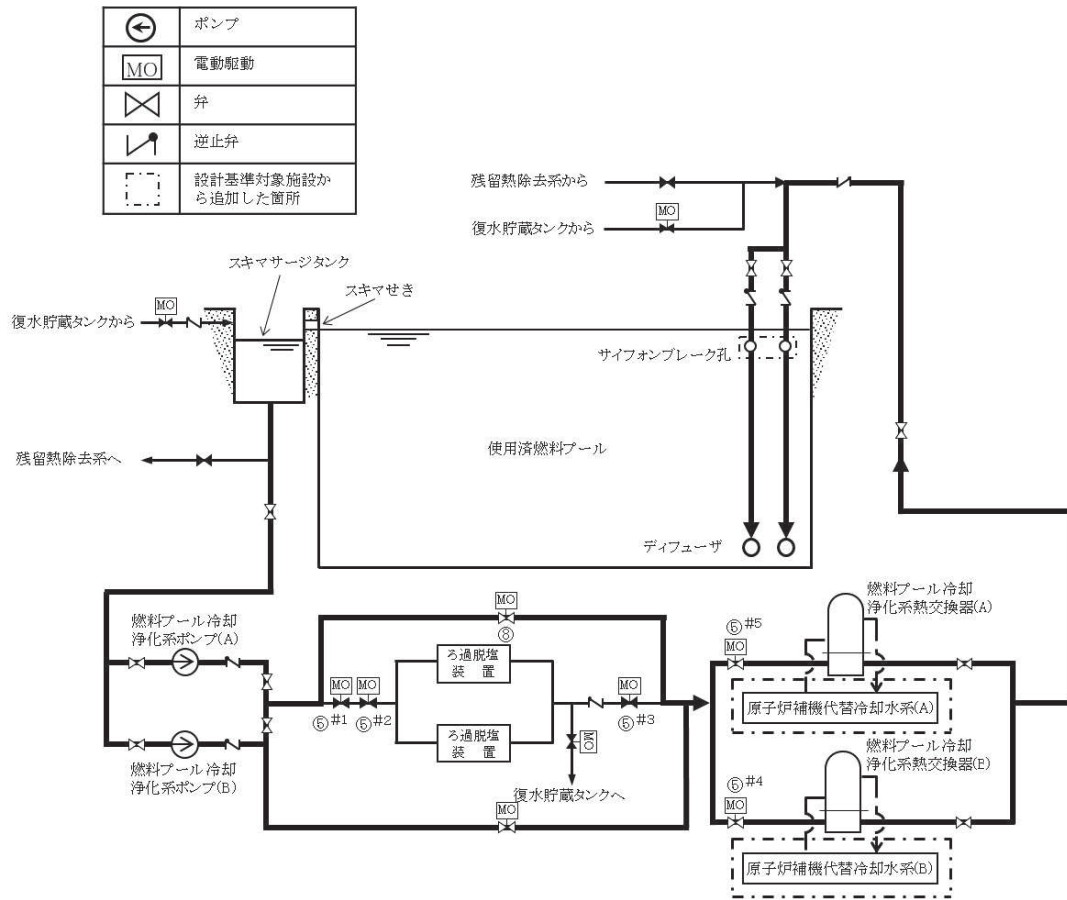 ポンプ
MO
電動駆動
弁
逆止弁
設計基準対象施設か
ら追加した箇所
残留熱除去系から
MO
復水貯蔵タンクから
スキマサージタンク
スキマせき
MO
復水貯蔵タンクから
サイフォンブレーク孔
残留熱除去系へ
使用済燃料プール
ディフューザ
燃料プール冷却
浄化系ポンプ(A)
MO
⑧
ろ過脱塩
装 置
MO
MO
⑤#1
⑤#2
MO
⑤#3
ろ過脱塩
装 置
MO
復水貯蔵タンクへ
燃料プール冷却
浄化系ポンプ(B)
MO
燃料プール冷却
浄化系熱交換器(A)
⑤#5
MO
原子炉補機代替冷却水系(A)
燃料プール冷却
浄化系熱交換器(B)
⑤#4
MO
原子炉補機代替冷却水系(B)